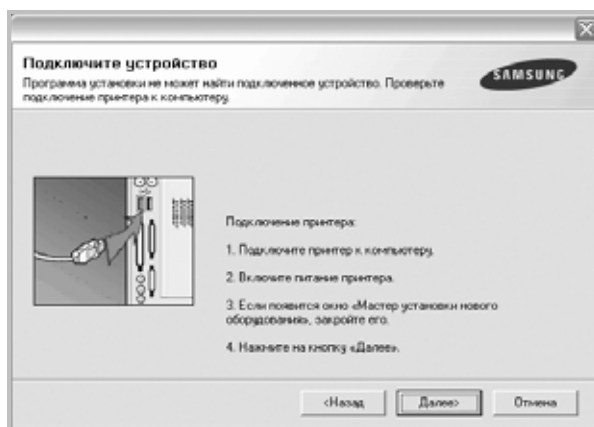 Подключите устройство
Программа установки не может найти подключенное устройство. Проверьте
подключение принтера к компьютеру.
SAMSUNG
Подключение принтера:
1. Подключите принтер к компьютеру.
2. Включите питание принтера.
3. Если появится окно «Мастер установки нового
оборудования», закройте его.
4. Нажмите на кнопку «Далее».
<Назад
Далее>
Отмена